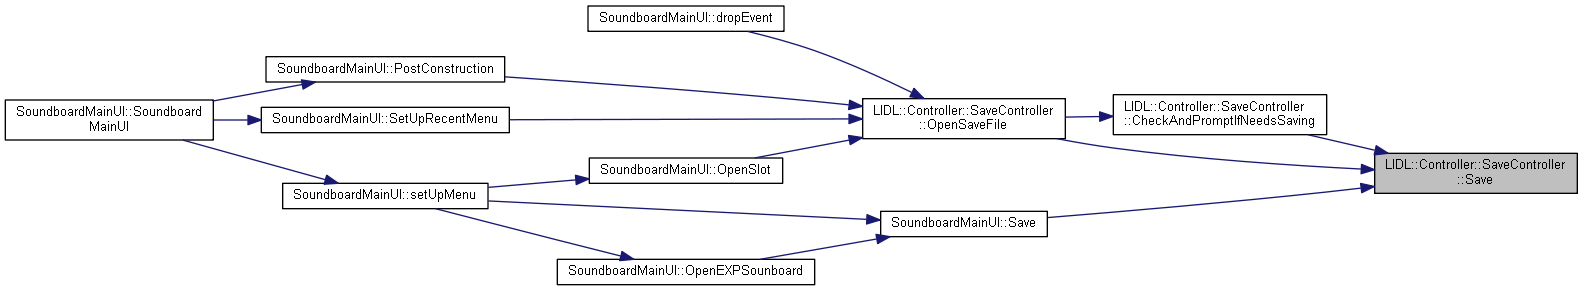 SoundboardMainUI::dropEvent
SoundboardMainUI::PostConstruction
SoundboardMainUI::Soundboard
MainUI
SoundboardMainUI::SetUpRecentMenu
LIDL::Controller::SaveController
::OpenSaveFile
LIDL::Controller::SaveController
::CheckAndPromptIfNeedsSaving
LIDL::Controller::SaveController
::Save
SoundboardMainUI::OpenSlot
SoundboardMainUI::setUpMenu
SoundboardMainUI::Save
SoundboardMainUI::OpenEXPSounboard